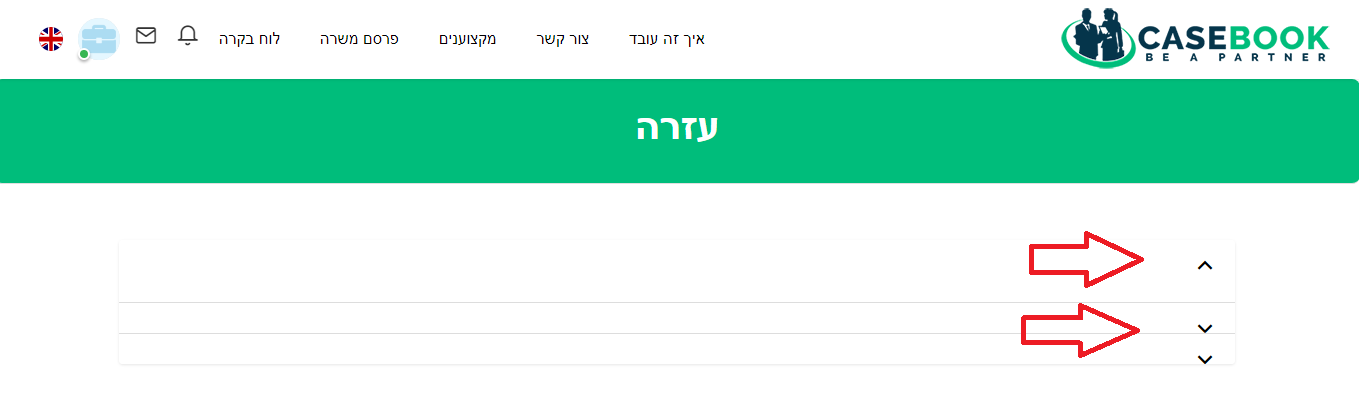 CASEBOOK
BE A PARTNER
איך זה עובד
צור קשר
מקצוענים
פרסם משרה
לוח בקרה
עזרה